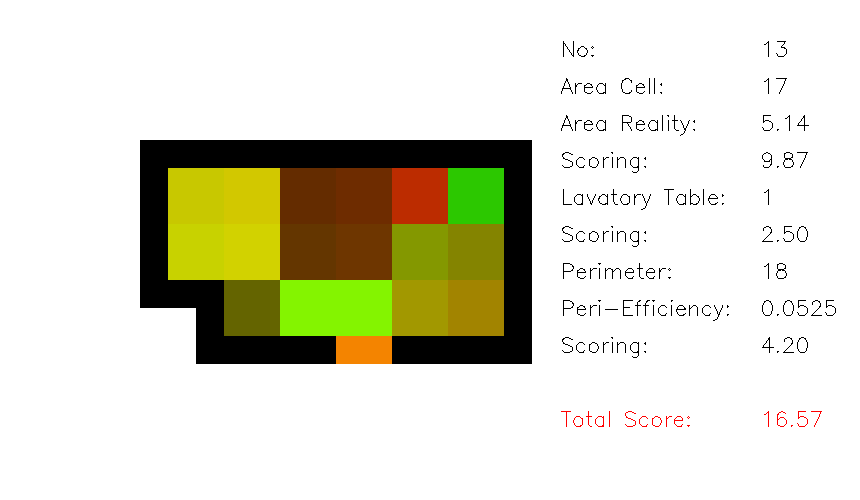 No: 13
Area Cell: 17
Area Reality: 5.14
Scoring: 9.87
Lavatory Table: 1
Scoring: 2.50
Perimeter: 18
Peri-Efficiency: 0.0525
Scoring: 4.20
Total Score: 16.57